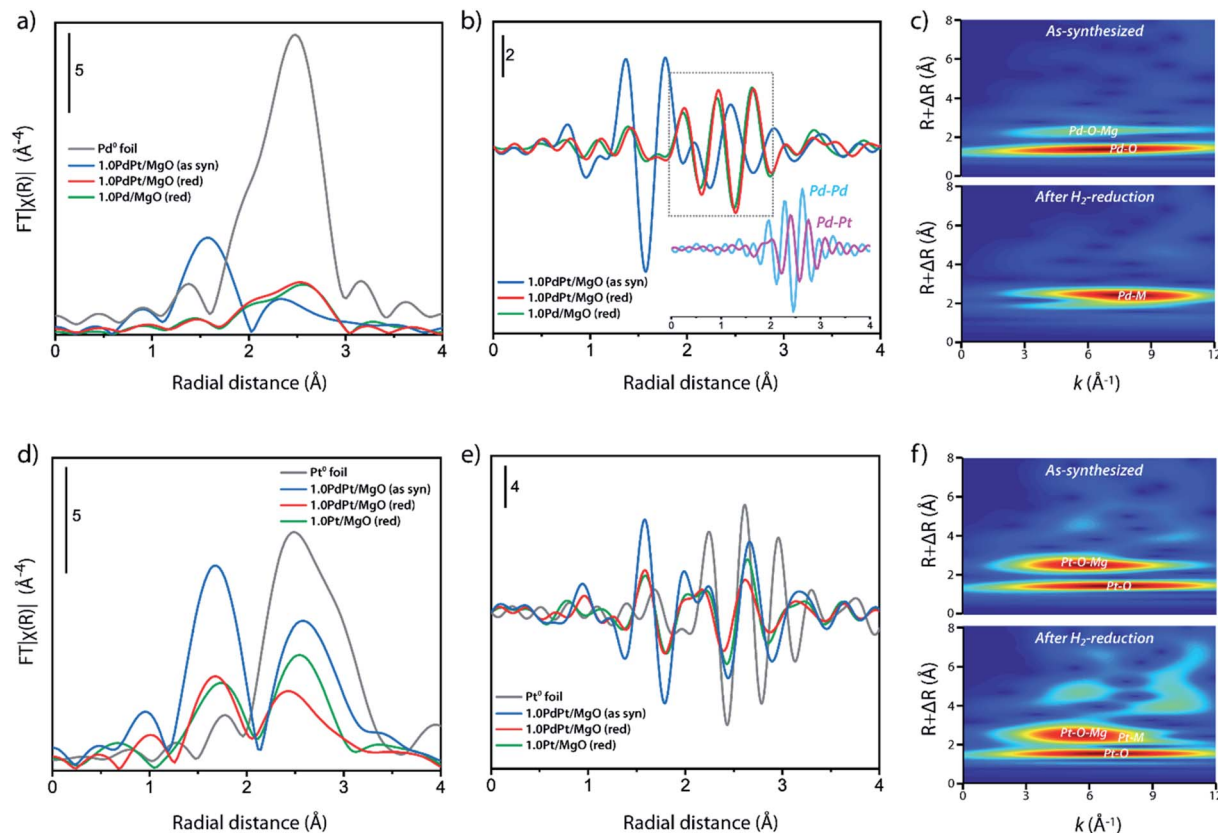 a)
5
Pd⁰ foil
1.0PdPt/MgO (as syn)
1.0PdPt/MgO (red)
1.0Pd/MgO (red)
FT|χ(R)| (Å⁻⁴)
0 1 2 3 4
Radial distance (Å)
b)
2
Pd-Pd
Pd-Pt
1.0PdPt/MgO (as syn)
1.0PdPt/MgO (red)
1.0Pd/MgO (red)
0 1 2 3 4
0 1 2 3 4
Radial distance (Å)
c)
As-synthesized
8
6
4
2
0
R+ΔR (Å)
Pd-O-Mg
Pd-O
After H₂-reduction
8
6
4
2
0
R+ΔR (Å)
Pd-M
0 3 6 9 12
k (Å⁻¹)
d)
5
Pt⁰ foil
1.0PdPt/MgO (as syn)
1.0PdPt/MgO (red)
1.0Pt/MgO (red)
FT|χ(R)| (Å⁻⁴)
0 1 2 3 4
Radial distance (Å)
e)
4
Pt⁰ foil
1.0PdPt/MgO (as syn)
1.0PdPt/MgO (red)
1.0Pt/MgO (red)
0 1 2 3 4
Radial distance (Å)
f)
As-synthesized
8
6
4
2
0
R+ΔR (Å)
Pt-O-Mg
Pt-O
After H₂-reduction
8
6
4
2
0
R+ΔR (Å)
Pt-O-Mg
Pt-M
Pt-O
0 3 6 9 12
k (Å⁻¹)